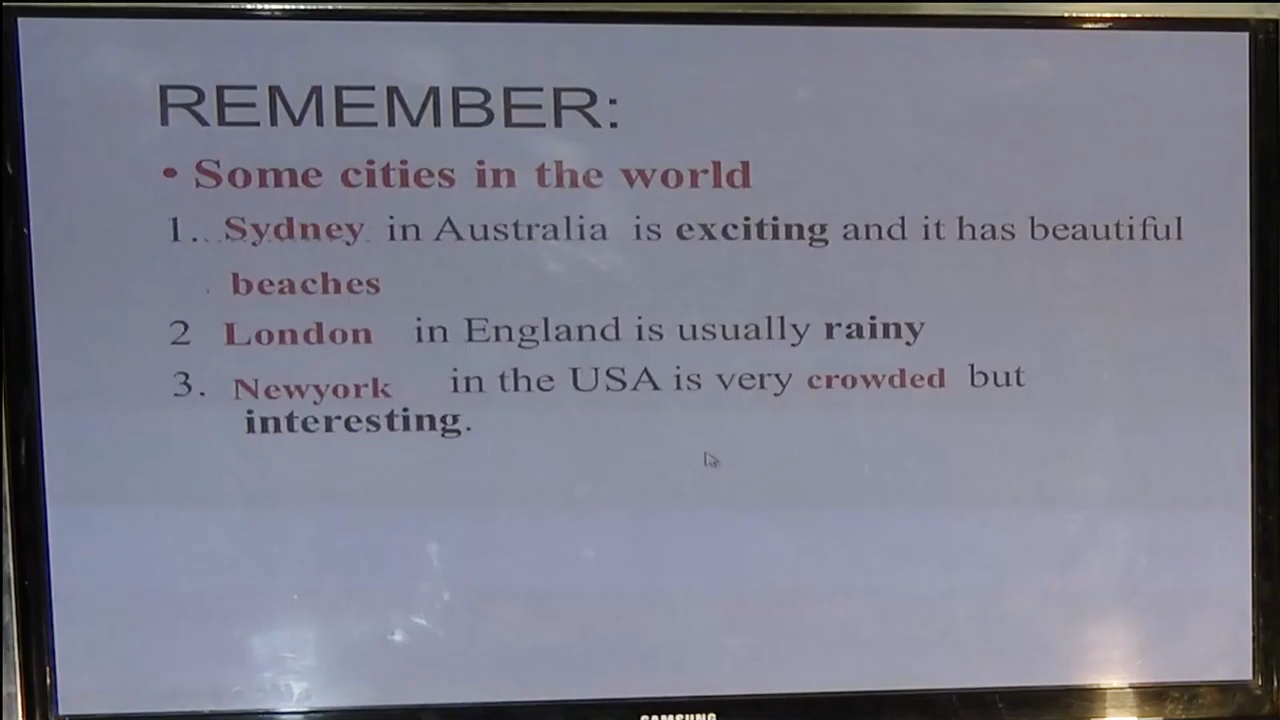 REMEMBER:
• Some cities in the world
1.. Sydney in Australia is exciting and it has beautiful
beaches
2 London in England is usually rainy
3. Newyork in the USA is very crowded but
interesting.
SAMSUNG